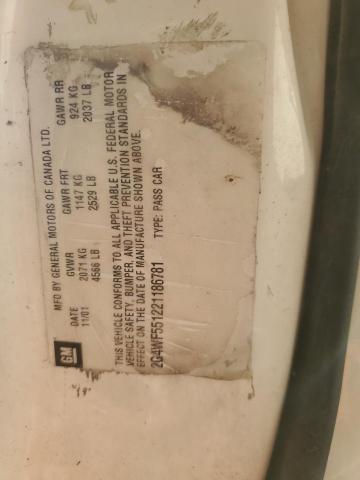 GM
MFD BY GENERAL MOTORS OF CANADA LTD.
DATE GVWR GAWR FRT GAWR RR
11/01 2071 KG 1147 KG 924 KG
4566 LB 2529 LB 2037 LB
THIS VEHICLE CONFORMS TO ALL APPLICABLE U.S. FEDERAL MOTOR
VEHICLE SAFETY, BUMPER, AND THEFT PREVENTION STANDARDS IN
EFFECT ON THE DATE OF MANUFACTURE SHOWN ABOVE.
2G4WF551221186781 TYPE: PASS CAR